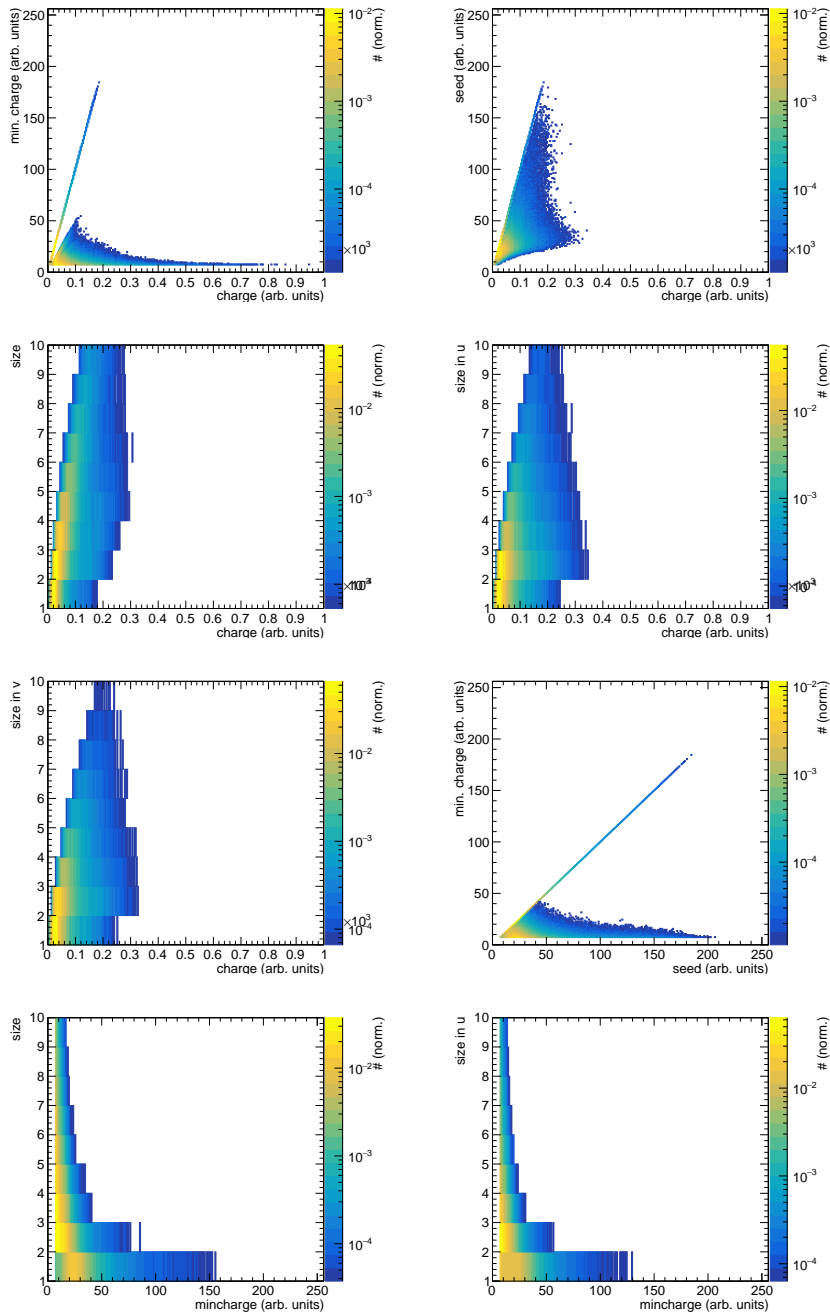 min. charge (arb. units)
250
200
150
100
50
0
0 0.1 0.2 0.3 0.4 0.5 0.6 0.7 0.8 0.9 1
charge (arb. units)
×10³
10⁻²
10⁻³
10⁻⁴
# (norm.)
seed (arb. units)
250
200
150
100
50
0
0 0.1 0.2 0.3 0.4 0.5 0.6 0.7 0.8 0.9 1
charge (arb. units)
×10³
10⁻²
10⁻³
10⁻⁴
# (norm.)
size
10
9
8
7
6
5
4
3
2
1
0 0.1 0.2 0.3 0.4 0.5 0.6 0.7 0.8 0.9 1
charge (arb. units)
10⁻²
10⁻³
# (norm.)
size in u
10
9
8
7
6
5
4
3
2
1
0 0.1 0.2 0.3 0.4 0.5 0.6 0.7 0.8 0.9 1
charge (arb. units)
10⁻²
10⁻³
# (norm.)
size in v
10
9
8
7
6
5
4
3
2
1
0 0.1 0.2 0.3 0.4 0.5 0.6 0.7 0.8 0.9 1
charge (arb. units)
×10³
10⁻²
10⁻³
10⁻⁴
# (norm.)
min. charge (arb. units)
250
200
150
100
50
0
0 50 100 150 200 250
seed (arb. units)
10⁻²
10⁻³
10⁻⁴
# (norm.)
size
10
9
8
7
6
5
4
3
2
1
0 50 100 150 200 250
mincharge (arb. units)
10⁻²
10⁻³
10⁻⁴
# (norm.)
size in u
10
9
8
7
6
5
4
3
2
1
0 50 100 150 200 250
mincharge (arb. units)
10⁻²
10⁻³
10⁻⁴
# (norm.)